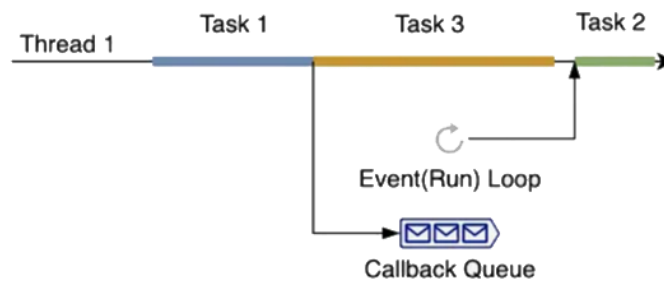 Task 1
Task 3
Task 2
Thread 1
Event(Run) Loop
Callback Queue